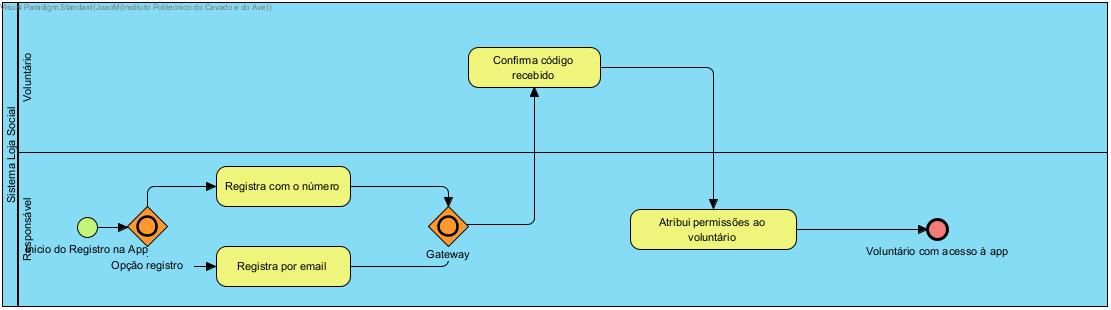 Visual Paradigm Standard(JoaoM(Instituto Politecnico do Cavado e do Ave))
Sistema Loja Social
Voluntário
Confirma código
recebido
Responsável
Registra com o número
Inicio do Registro na App
Opção registro
Registra por email
Gateway
Atribui permissões ao
voluntário
Voluntário com acesso à app